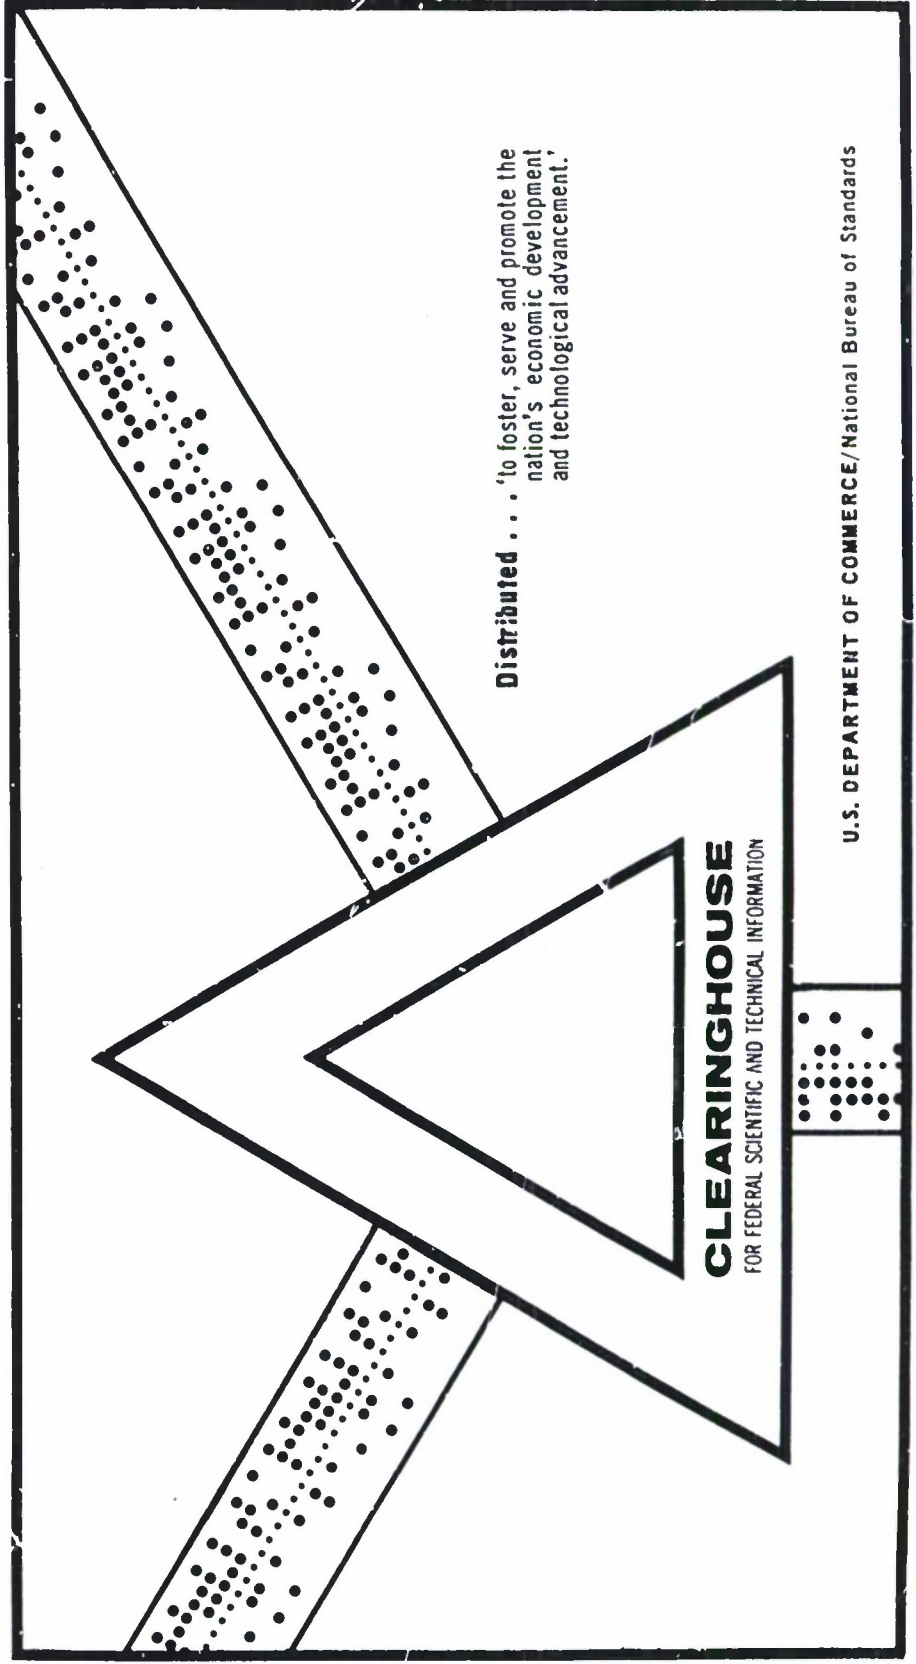 Distributed . . . 'to foster, serve and promote the
nation's economic development
and technological advancement.'
CLEARINGHOUSE
FOR FEDERAL SCIENTIFIC AND TECHNICAL INFORMATION
U.S. DEPARTMENT OF COMMERCE/National Bureau of Standards